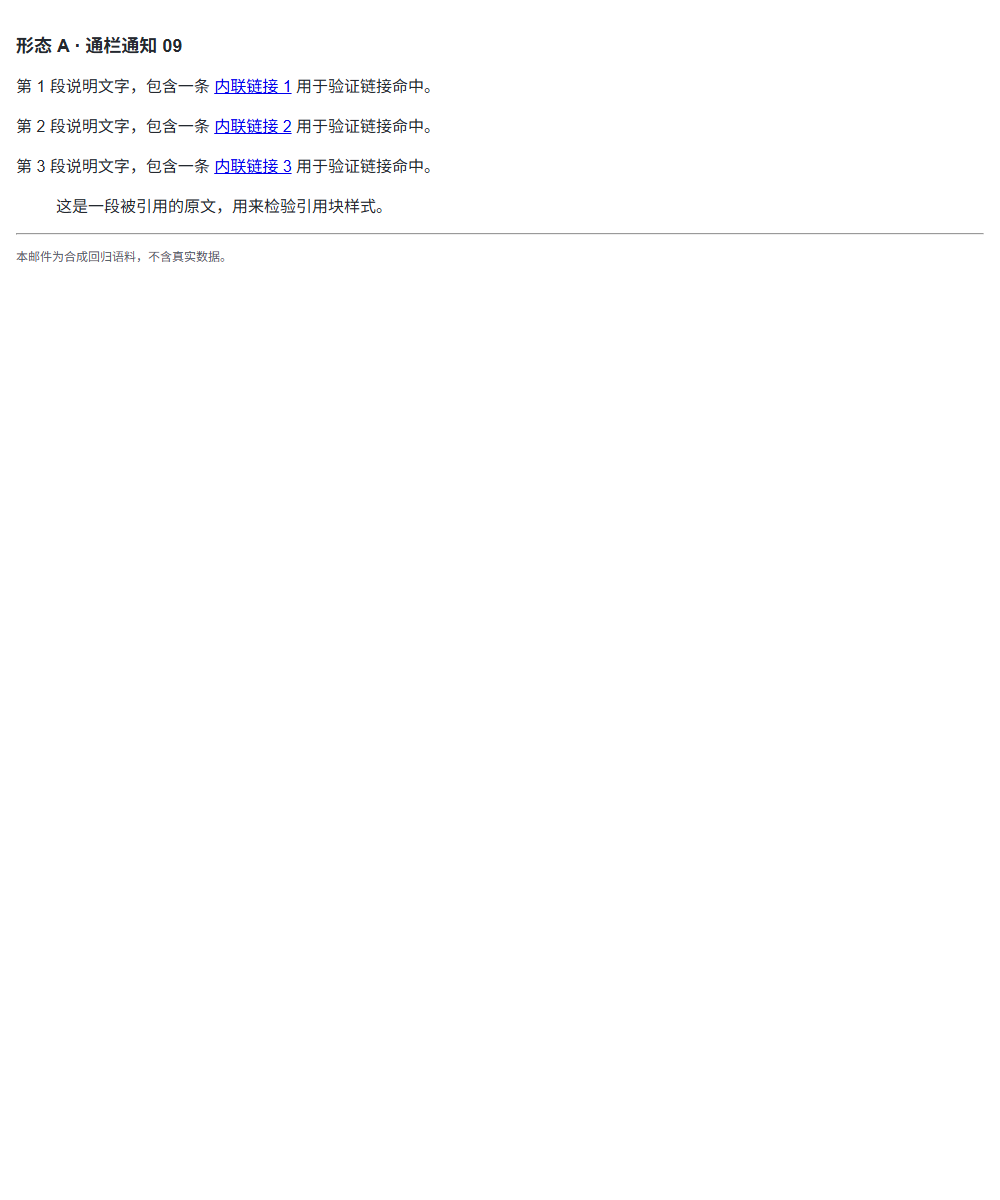 形态 A · 通栏通知 09
第 1 段说明文字，包含一条 内联链接 1 用于验证链接命中。
第 2 段说明文字，包含一条 内联链接 2 用于验证链接命中。
第 3 段说明文字，包含一条 内联链接 3 用于验证链接命中。
这是一段被引用的原文，用来检验引用块样式。
本邮件为合成回归语料，不含真实数据。